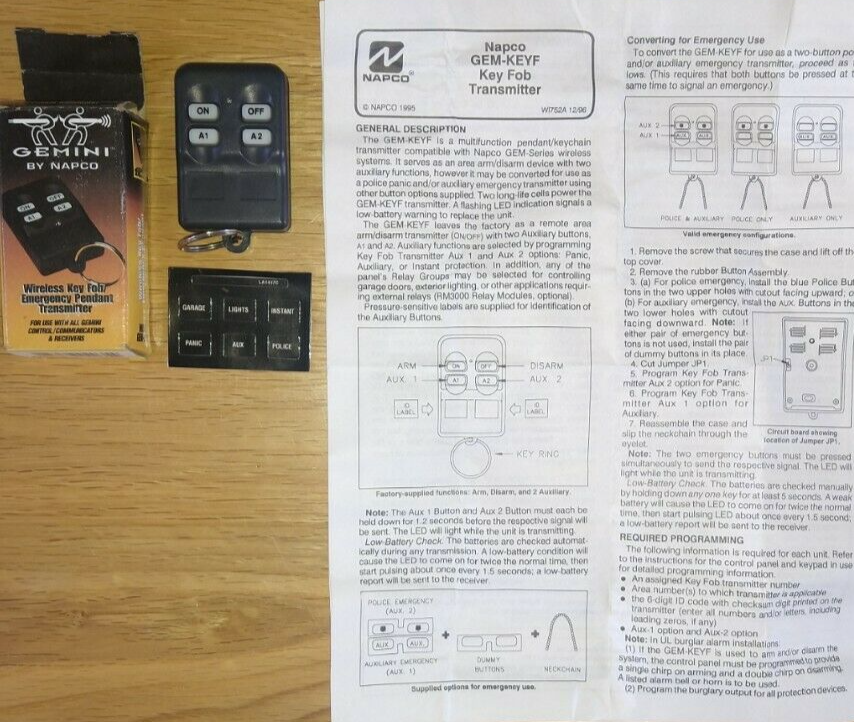 GEMINI
BY NAPCO
Wireless Key Fob/
Emergency Pendant
Transmitter
FOR USE WITH ALL GEMINI
CONTROL/COMMUNICATORS
& RECEIVERS
ON
OFF
A1
A2
GARAGE
LIGHTS
INSTANT
PANIC
AUX
POLICE
NAPCO
Napco
GEM-KEYF
Key Fob
Transmitter
© NAPCO 1995
WI752A 12/96
GENERAL DESCRIPTION
The GEM-KEYF is a multifunction pendant/keychain
transmitter compatible with Napco GEM-Series wireless
systems. It serves as an area arm/disarm device with two
auxiliary functions, however it may be converted for use as
a police panic and/or auxiliary emergency transmitter using
other button options supplied. Two long-life cells power the
GEM-KEYF transmitter. A flashing LED indication signals a
low-battery warning to replace the unit.
The GEM-KEYF leaves the factory as a remote area
arm/disarm transmitter (ON/OFF) with two Auxiliary buttons,
A1 and A2. Auxiliary functions are selected by programming
Key Fob Transmitter Aux 1 and Aux 2 options: Panic,
Auxiliary, or Instant protection. In addition, any of the
panel's Relay Groups may be selected for controlling
garage doors, exterior lighting, or other applications requir-
ing external relays (RM3000 Relay Modules, optional).
Pressure-sensitive labels are supplied for identification of
the Auxiliary Buttons.
ARM
DISARM
AUX. 1
AUX. 2
ON
OFF
A1
A2
ID
LABEL
ID
LABEL
KEY RING
Factory-supplied functions: Arm, Disarm, and 2 Auxiliary.
Note: The Aux 1 Button and Aux 2 Button must each be
held down for 1.2 seconds before the respective signal will
be sent. The LED will light while the unit is transmitting.
Low-Battery Check. The batteries are checked automat-
ically during any transmission. A low-battery condition will
cause the LED to come on for twice the normal time, then
start pulsing about once every 1.5 seconds; a low-battery
report will be sent to the receiver.
POLICE EMERGENCY
(AUX. 2)
AUX.
AUX.
AUXILIARY EMERGENCY
(AUX. 1)
DUMMY
BUTTONS
NECKCHAIN
Supplied options for emergency use.
Converting for Emergency Use
To convert the GEM-KEYF for use as a two-button po
and/or auxiliary emergency transmitter, proceed as
lows. (This requires that both buttons be pressed at t
same time to signal an emergency.)
AUX 2
AUX 1
POLICE & AUXILIARY
POLICE ONLY
AUXILIARY ONLY
Valid emergency configurations.
1. Remove the screw that secures the case and lift off th
top cover.
2. Remove the rubber Button Assembly.
3. (a) For police emergency, install the blue Police But
tons in the two upper holes with cutout facing upward; o
(b) For auxiliary emergency, install the AUX. Buttons in the
two lower holes with cutout
facing downward. Note: If
either pair of emergency but-
tons is not used, install the pair
of dummy buttons in its place.
4. Cut Jumper JP1.
5. Program Key Fob Trans-
mitter Aux 2 option for Panic.
6. Program Key Fob Trans-
mitter Aux 1 option for
Auxiliary.
7. Reassemble the case and
slip the neckchain through the
eyelet.
JP1
Circuit board showing
location of Jumper JP1.
Note: The two emergency buttons must be pressed
simultaneously to send the respective signal. The LED will
light while the unit is transmitting.
Low-Battery Check. The batteries are checked manually
by holding down any one key for at least 5 seconds. A weak
battery will cause the LED to come on for twice the normal
time, then start pulsing LED about once every 1.5 second;
a low-battery report will be sent to the receiver.
REQUIRED PROGRAMMING
The following information is required for each unit. Refer
to the instructions for the control panel and keypad in use
for detailed programming information.
● An assigned Key Fob transmitter number
● Area number(s) to which transmitter is applicable
● the 6-digit ID code with checksum digit printed on the
transmitter (enter all numbers and/or letters, including
leading zeros, if any)
● Aux-1 option and Aux-2 option
Note: In UL burglar alarm installations:
(1) If the GEM-KEYF is used to arm and/or disarm the
system, the control panel must be programmed to provide
a single chirp on arming and a double chirp on disarming.
A listed alarm bell or horn is to be used.
(2) Program the burglary output for all protection devices.